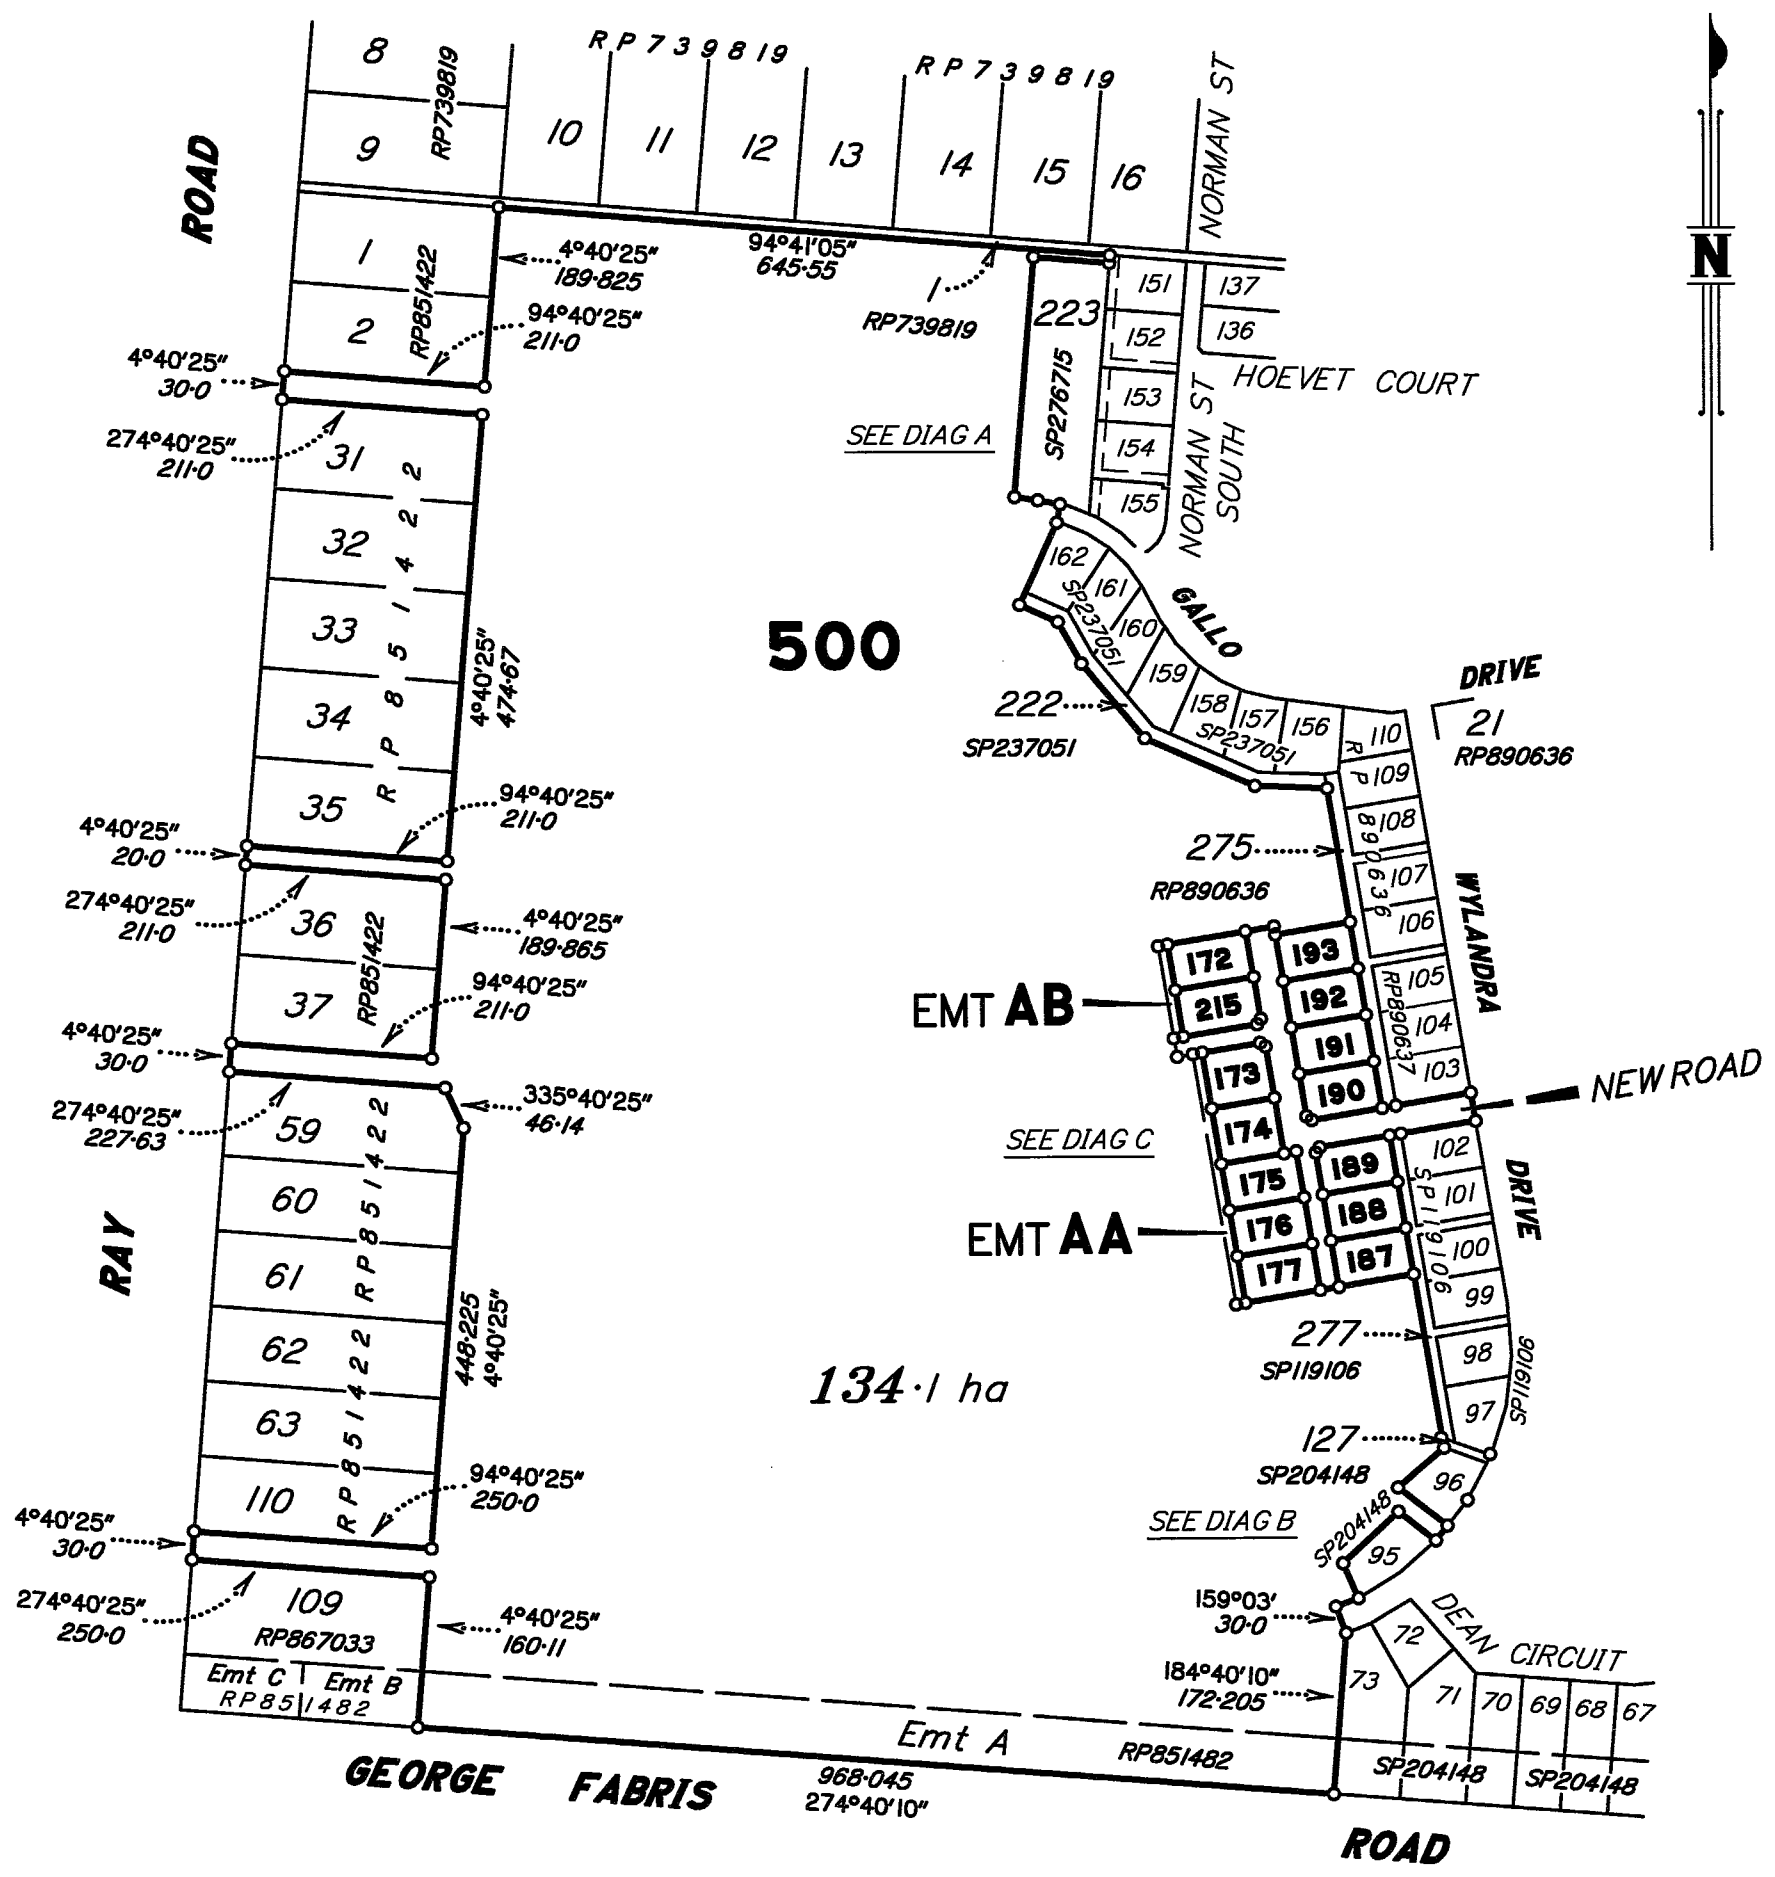 8
RP739819
9
RP739819
RP739819
10
11
12
13
14
15
16
NORMAN ST
N
ROAD
1
RP851422
2
4°40'25"
189·825
94°41'05"
645·55
1
RP739819
94°40'25"
211·0
223
SP276715
151
152
153
154
155
137
136
HOEVET COURT
NORMAN ST
SOUTH
4°40'25"
30·0
274°40'25"
211·0
SEE DIAG A
31
32
33
34
35
RP851422
4°40'25"
474·67
500
162
161
160
159
158
157
156
SP237051
SP237051
GALLO
DRIVE
21
RP890636
222
SP237051
110
109
108
107
106
RP890636
94°40'25"
211·0
4°40'25"
20·0
274°40'25"
211·0
275
RP890636
WYLANDRA
36
37
RP851422
4°40'25"
189·865
94°40'25"
211·0
172
215
193
192
191
190
EMT AB
105
104
103
RP890637
NEW ROAD
4°40'25"
30·0
274°40'25"
227·63
335°40'25"
46·14
173
174
175
176
177
SEE DIAG C
EMT AA
189
188
187
102
101
100
99
98
97
SP119106
SP119106
DRIVE
59
60
61
62
63
110
RP851422
RP851422
RAY
448·225
4°40'25"
277
SP119106
134·1 ha
127
SP204148
96
SEE DIAG B
SP204148
95
94°40'25"
250·0
4°40'25"
30·0
274°40'25"
250·0
109
RP867033
4°40'25"
160·11
159°03'
30·0
DEAN CIRCUIT
72
73
71
70
69
68
67
184°40'10"
172·205
Emt C
Emt B
RP851482
Emt A
RP851482
SP204148
SP204148
GEORGE FABRIS
968·045
274°40'10"
ROAD